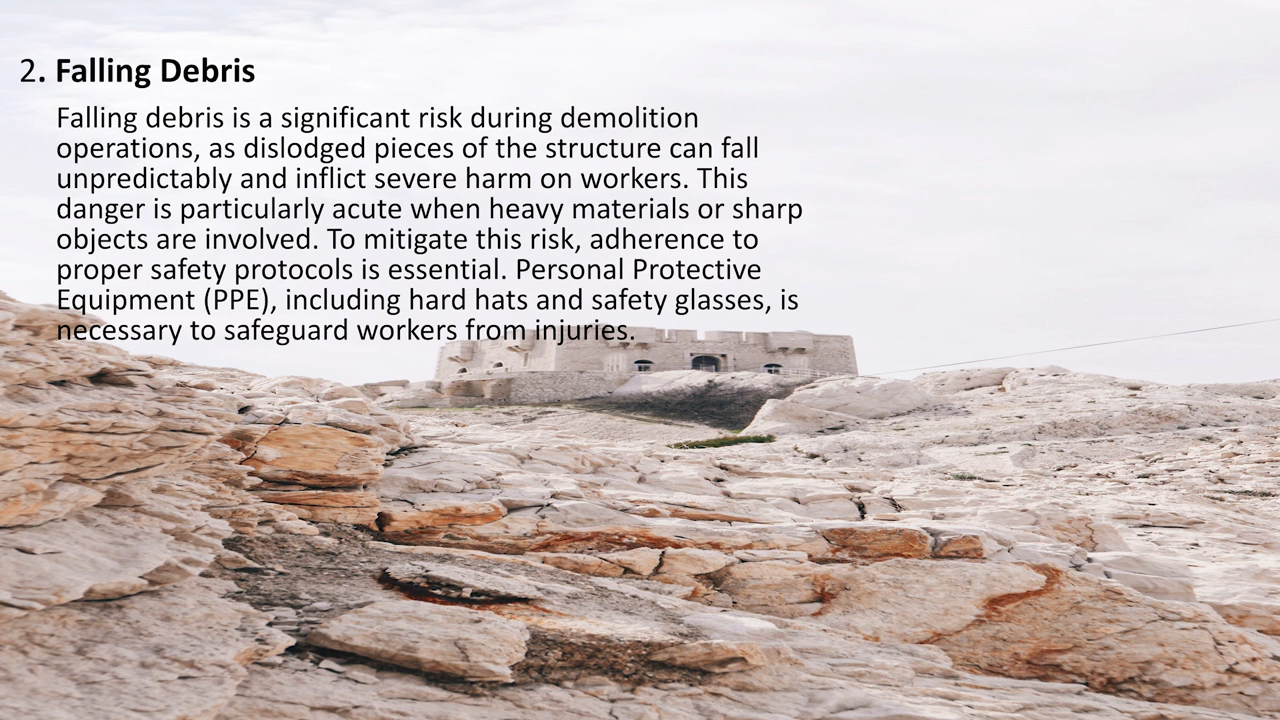 2. Falling Debris
Falling debris is a significant risk during demolition
operations, as dislodged pieces of the structure can fall
unpredictably and inflict severe harm on workers. This
danger is particularly acute when heavy materials or sharp
objects are involved. To mitigate this risk, adherence to
proper safety protocols is essential. Personal Protective
Equipment (PPE), including hard hats and safety glasses, is
necessary to safeguard workers from injuries.